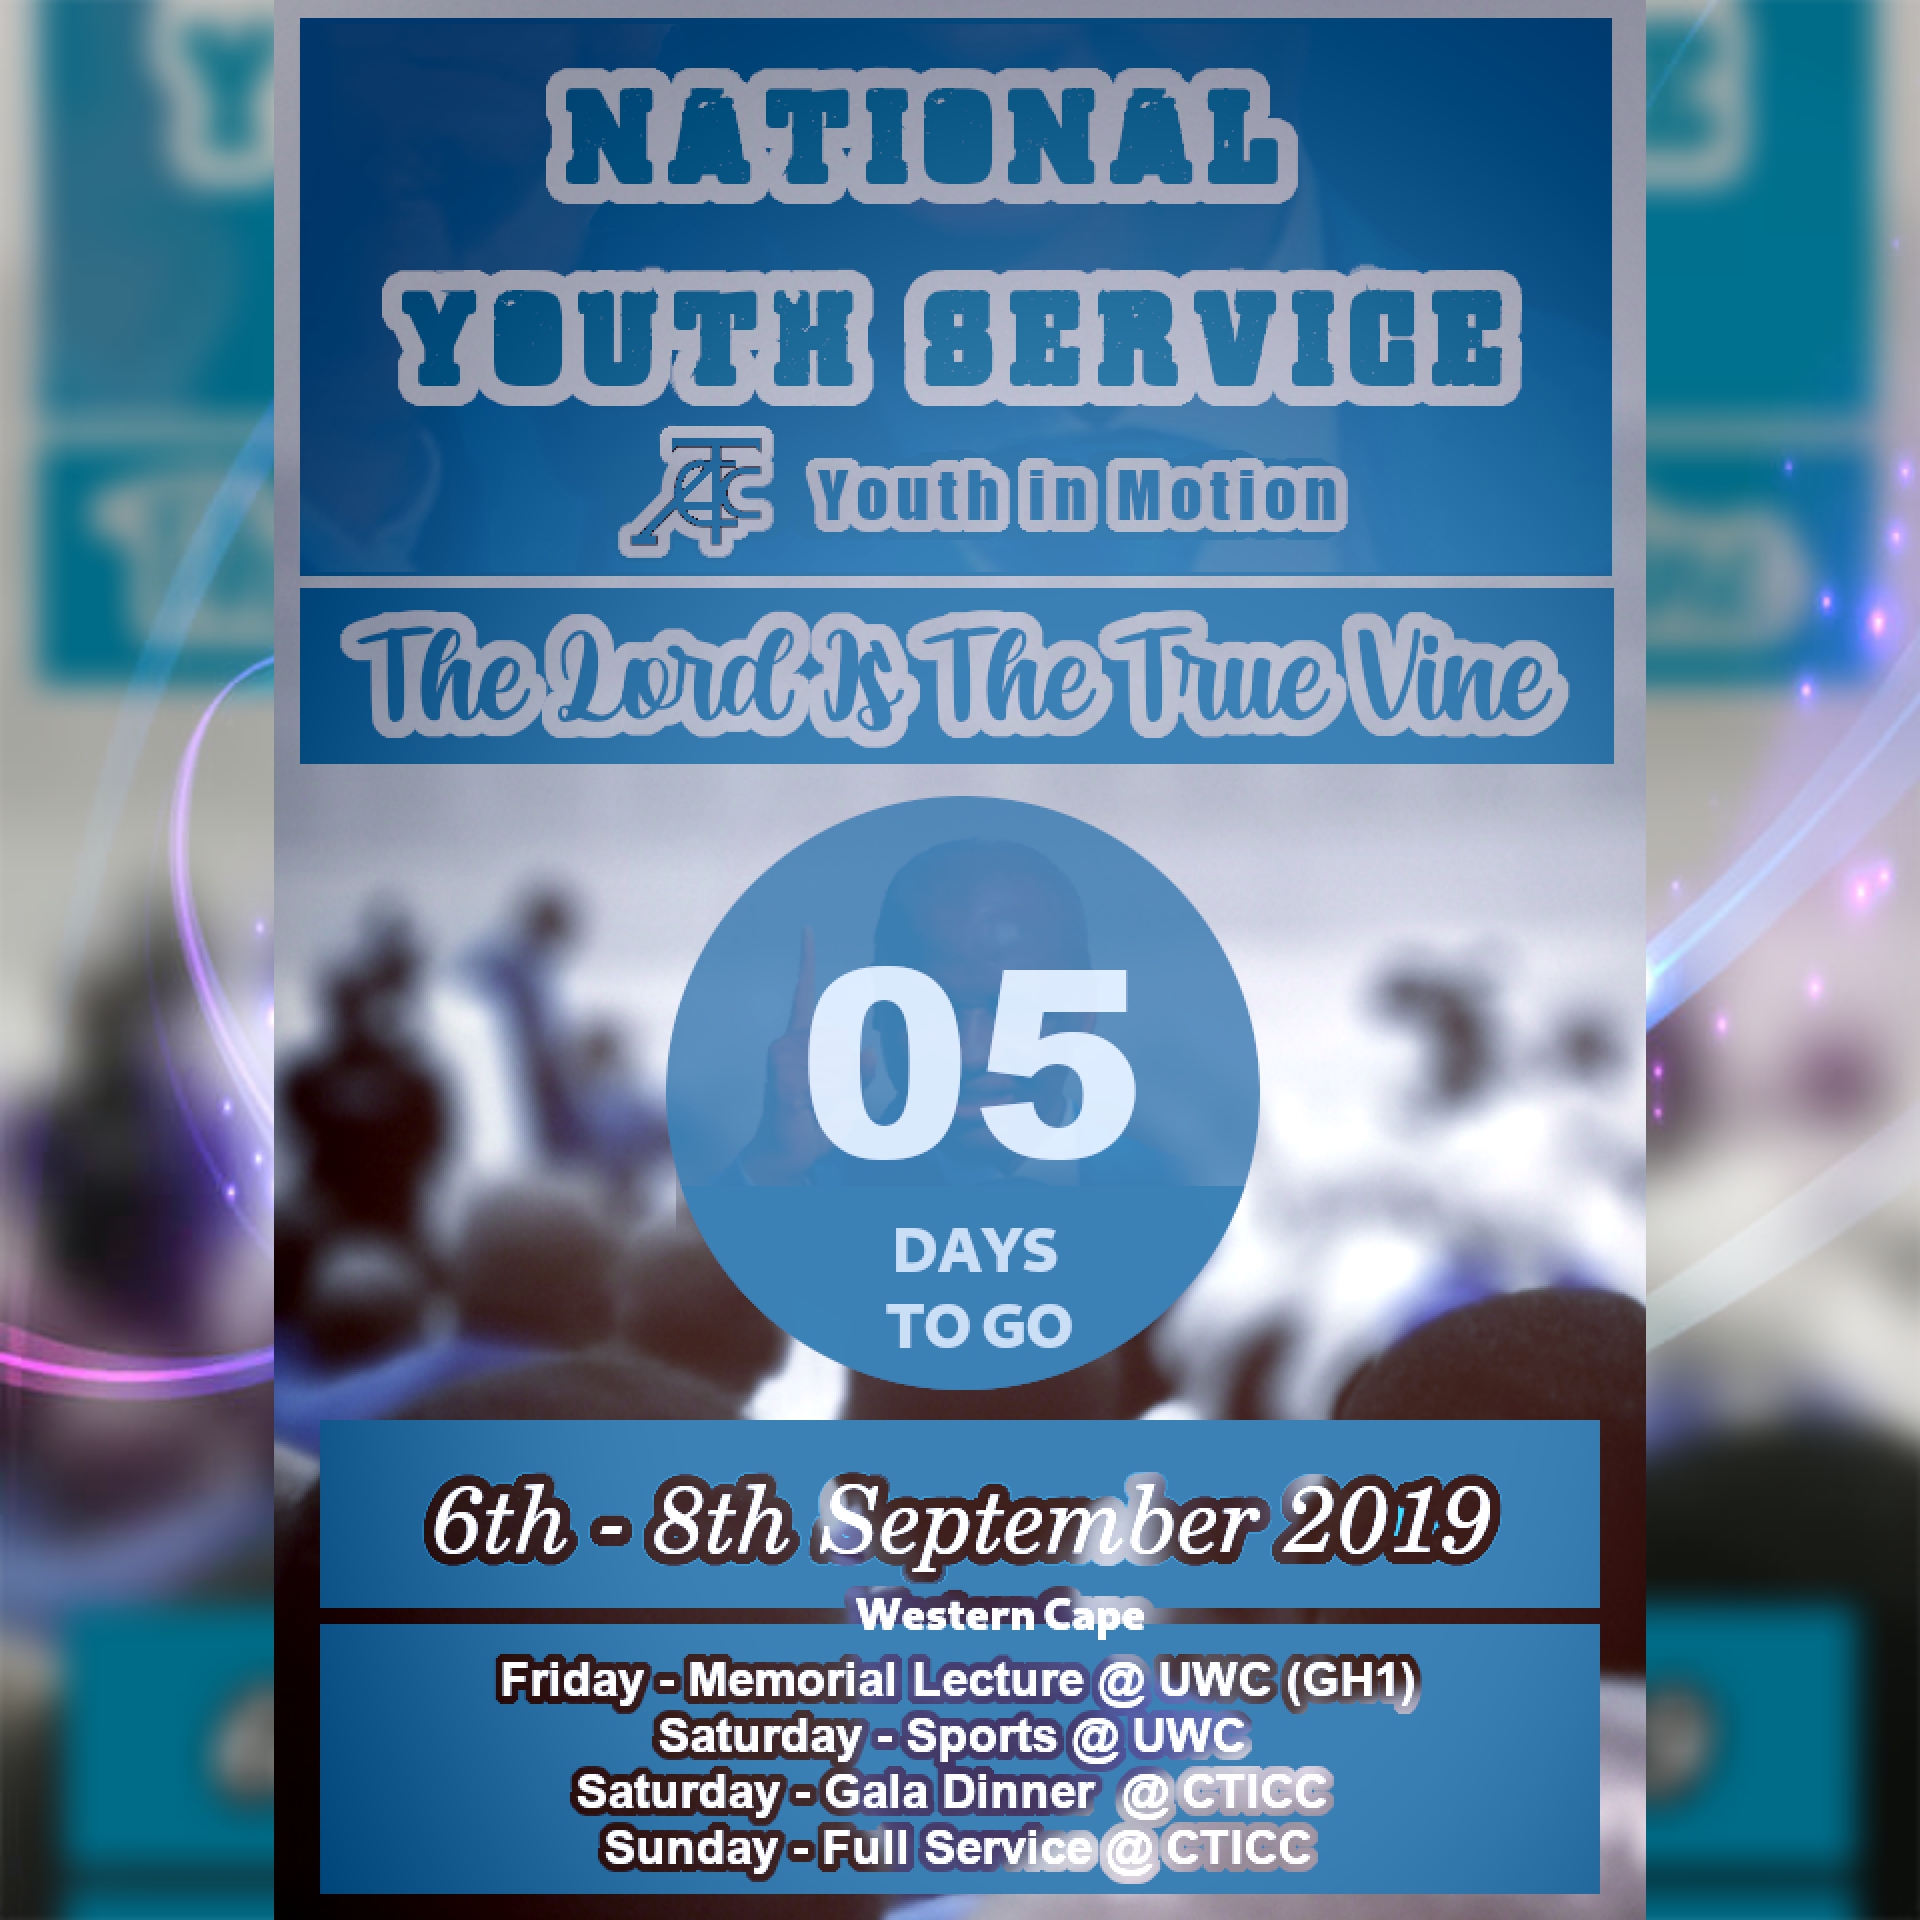 NATIONAL
YOUTH SERVICE
Youth in Motion
The Lord Is The True Vine
05
DAYS
TO GO
6th - 8th September 2019
Western Cape
Friday - Memorial Lecture @ UWC (GH1)
Saturday - Sports @ UWC
Saturday - Gala Dinner @ CTICC
Sunday - Full Service @ CTICC